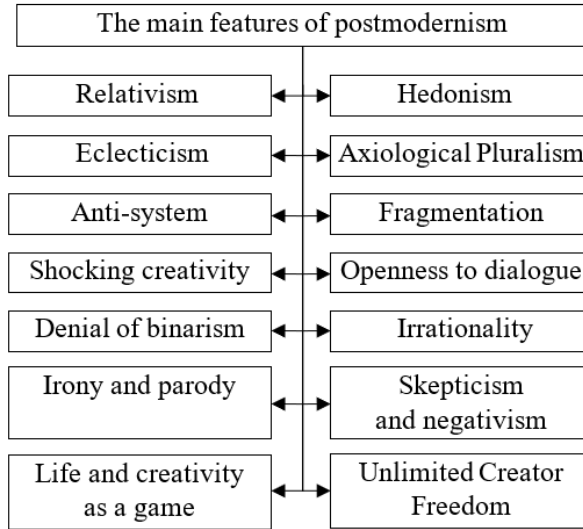 The main features of postmodernism
Relativism
Hedonism
Eclecticism
Axiological Pluralism
Anti-system
Fragmentation
Shocking creativity
Openness to dialogue
Denial of binarism
Irrationality
Irony and parody
Skepticism
and negativism
Life and creativity
as a game
Unlimited Creator
Freedom